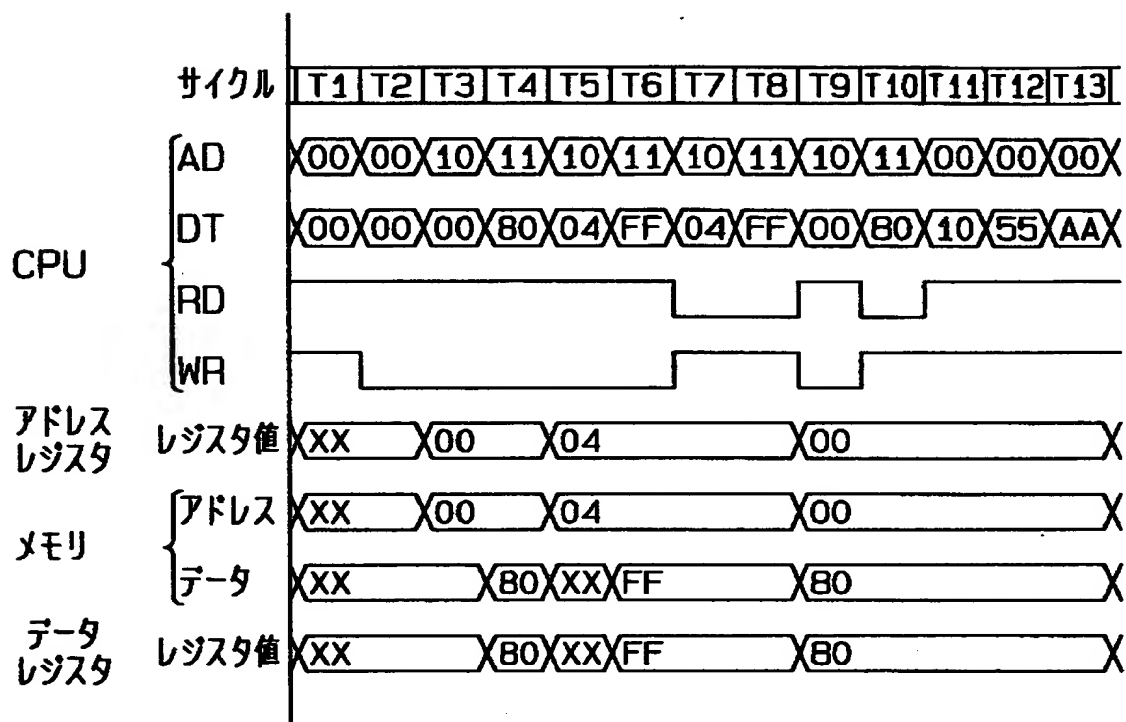 サイクル T1 T2 T3 T4 T5 T6 T7 T8 T9 T10 T11 T12 T13
CPU
AD 00 00 10 11 10 11 10 11 10 11 00 00 00
DT 00 00 00 80 04 FF 04 FF 00 80 10 55 AA
RD
WR
アドレス
レジスタ
レジスタ値 XX 00 04 00
メモリ
アドレス XX 00 04 00
データ XX 80 XX FF 80
データ
レジスタ
レジスタ値 XX 80 XX FF 80